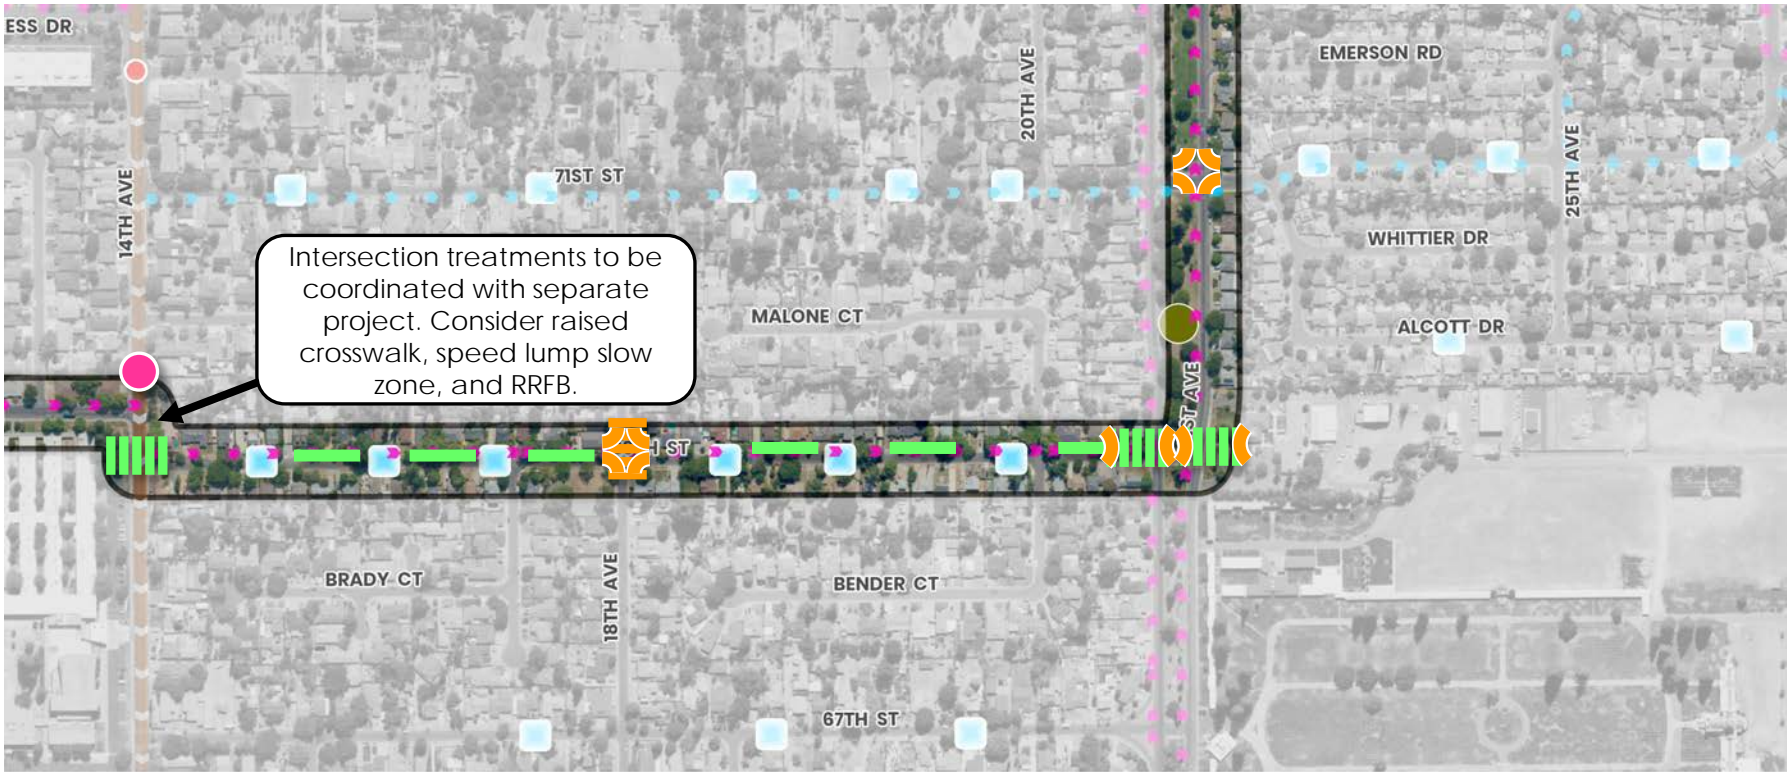 ESS DR
EMERSON RD
20TH AVE
71ST ST
25TH AVE
14TH AVE
WHITTIER DR
Intersection treatments to be
coordinated with separate
project. Consider raised
crosswalk, speed lump slow
zone, and RRFB.
MALONE CT
ALCOTT DR
ST AVE
H ST
BRADY CT
BENDER CT
18TH AVE
67TH ST